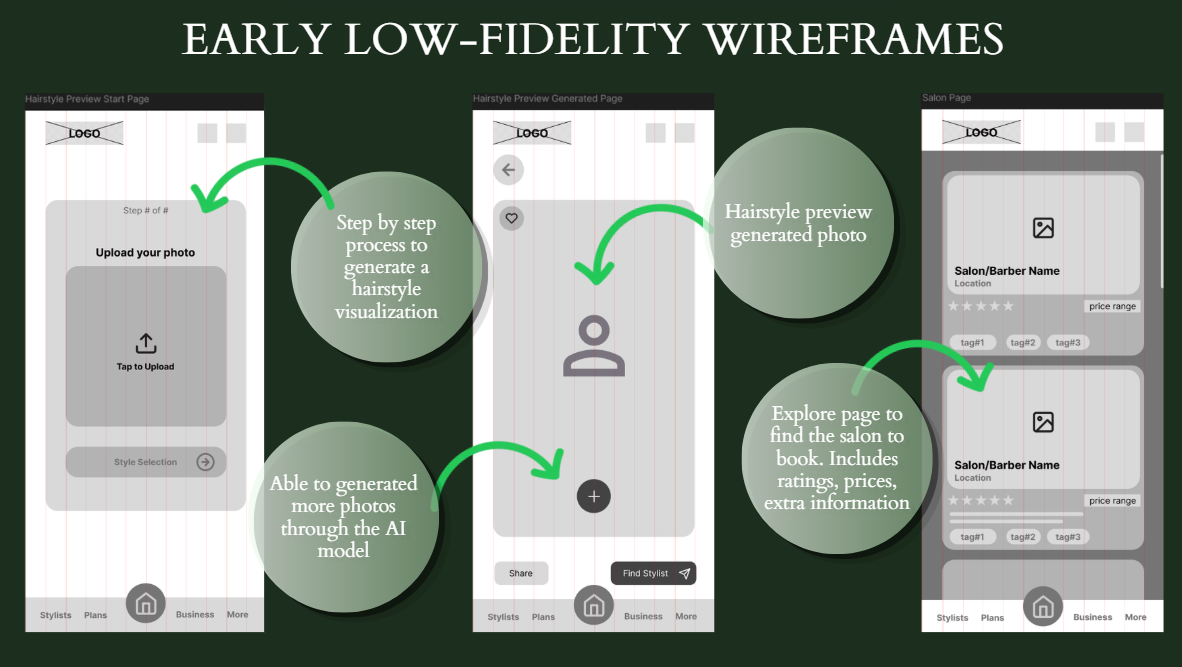 EARLY LOW-FIDELITY WIREFRAMES
Hairstyle Preview Start Page
LOGO
Step # of #
Upload your photo
Tap to Upload
Style Selection
Stylists
Plans
Business
More
Step by step
process to
generate a
hairstyle
visualization
Able to generated
more photos
through the AI
model
Hairstyle Preview Generated Page
LOGO
Share
Find Stylist
Stylists
Plans
Business
More
Hairstyle preview
generated photo
Explore page to
find the salon to
book. Includes
ratings, prices,
extra information
Salon Page
LOGO
Salon/Barber Name
Location
price range
tag#1
tag#2
tag#3
Salon/Barber Name
Location
price range
tag#1
tag#2
tag#3
Stylists
Plans
Business
More